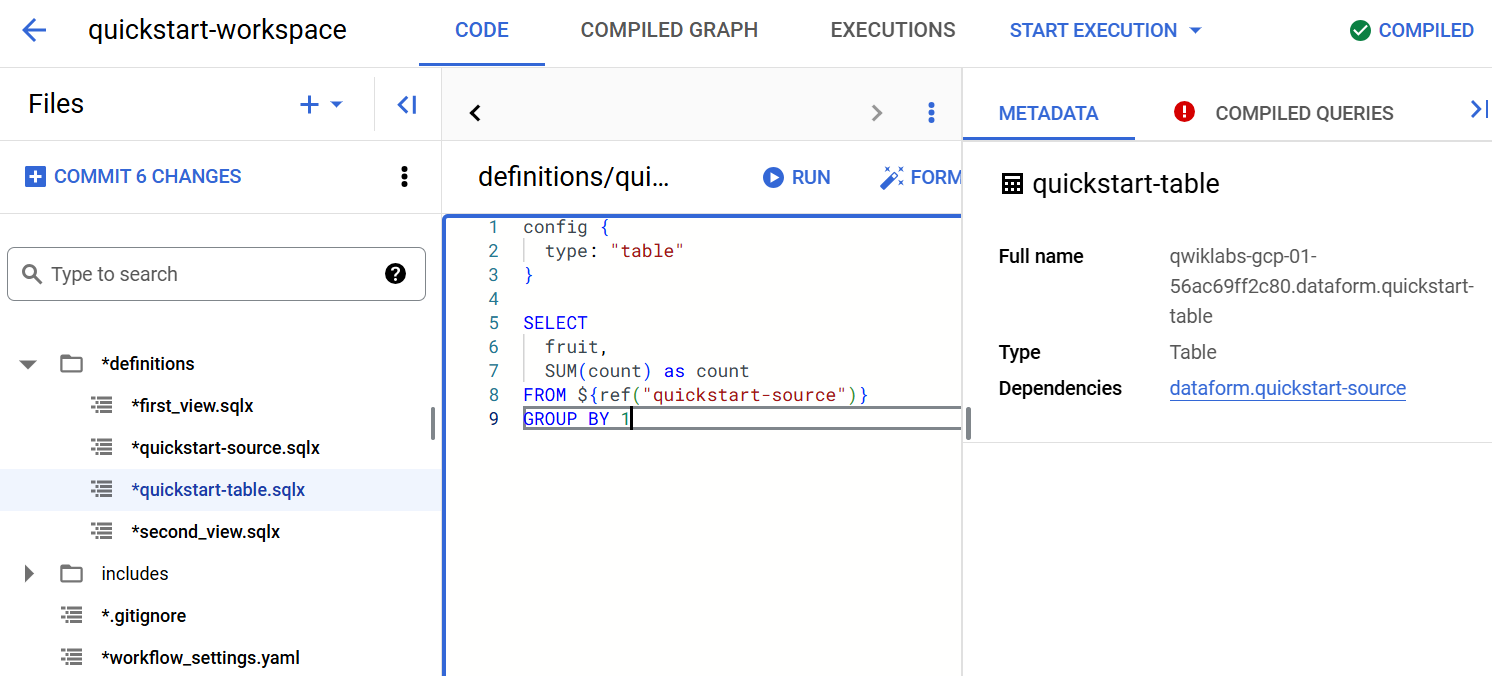 quickstart-workspace
CODE
COMPILED GRAPH
EXECUTIONS
START EXECUTION
COMPILED
Files
COMMIT 6 CHANGES
Type to search
*definitions
*first_view.sqlx
*quickstart-source.sqlx
*quickstart-table.sqlx
*second_view.sqlx
includes
*.gitignore
*workflow_settings.yaml
definitions/qui...
RUN
FORM
1 config {
2 type: "table"
3 }
4
5 SELECT
6 fruit,
7 SUM(count) as count
8 FROM ${ref("quickstart-source")}
9 GROUP BY 1
METADATA
COMPILED QUERIES
quickstart-table
Full name
qwiklabs-gcp-01-
56ac69ff2c80.dataform.quickstart-
table
Type
Table
Dependencies
dataform.quickstart-source